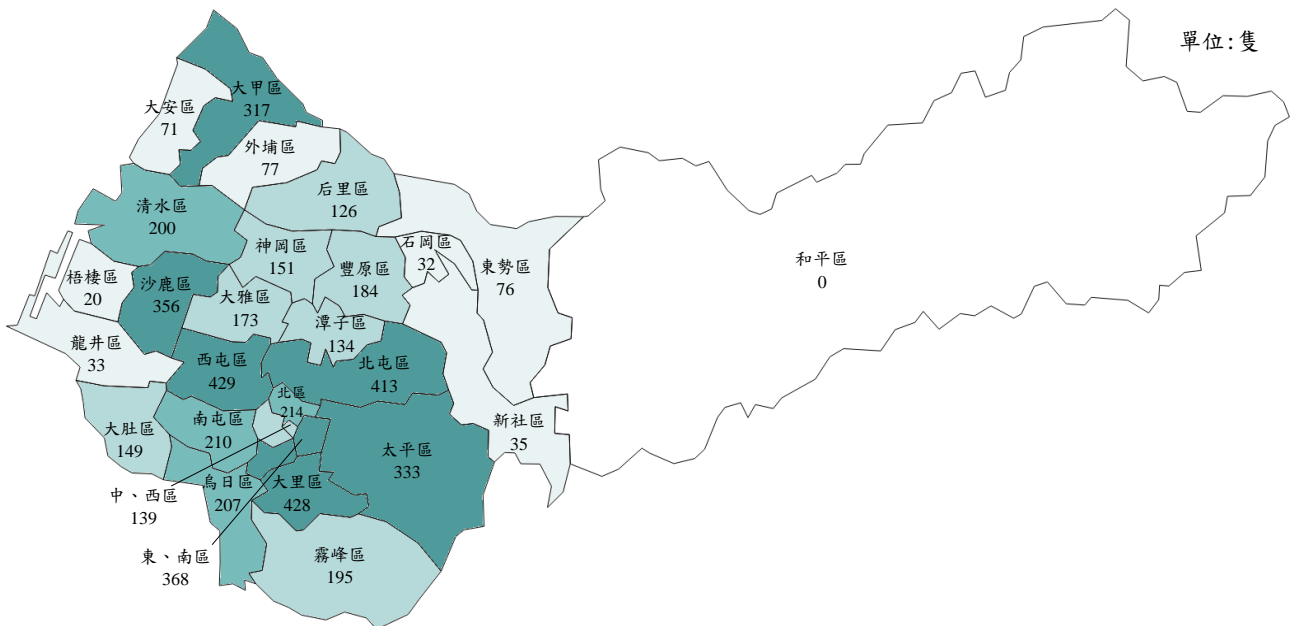 單位:隻
大甲區
317
大安區
71
外埔區
77
后里區
126
清水區
200
神岡區
151
石岡區
32
豐原區
184
東勢區
76
和平區
0
梧棲區
20
沙鹿區
356
大雅區
173
潭子區
134
龍井區
33
西屯區
429
北屯區
413
北區
214
南屯區
210
大肚區
149
新社區
35
太平區
333
烏日區
207
大里區
428
中、西區
139
東、南區
368
霧峰區
195